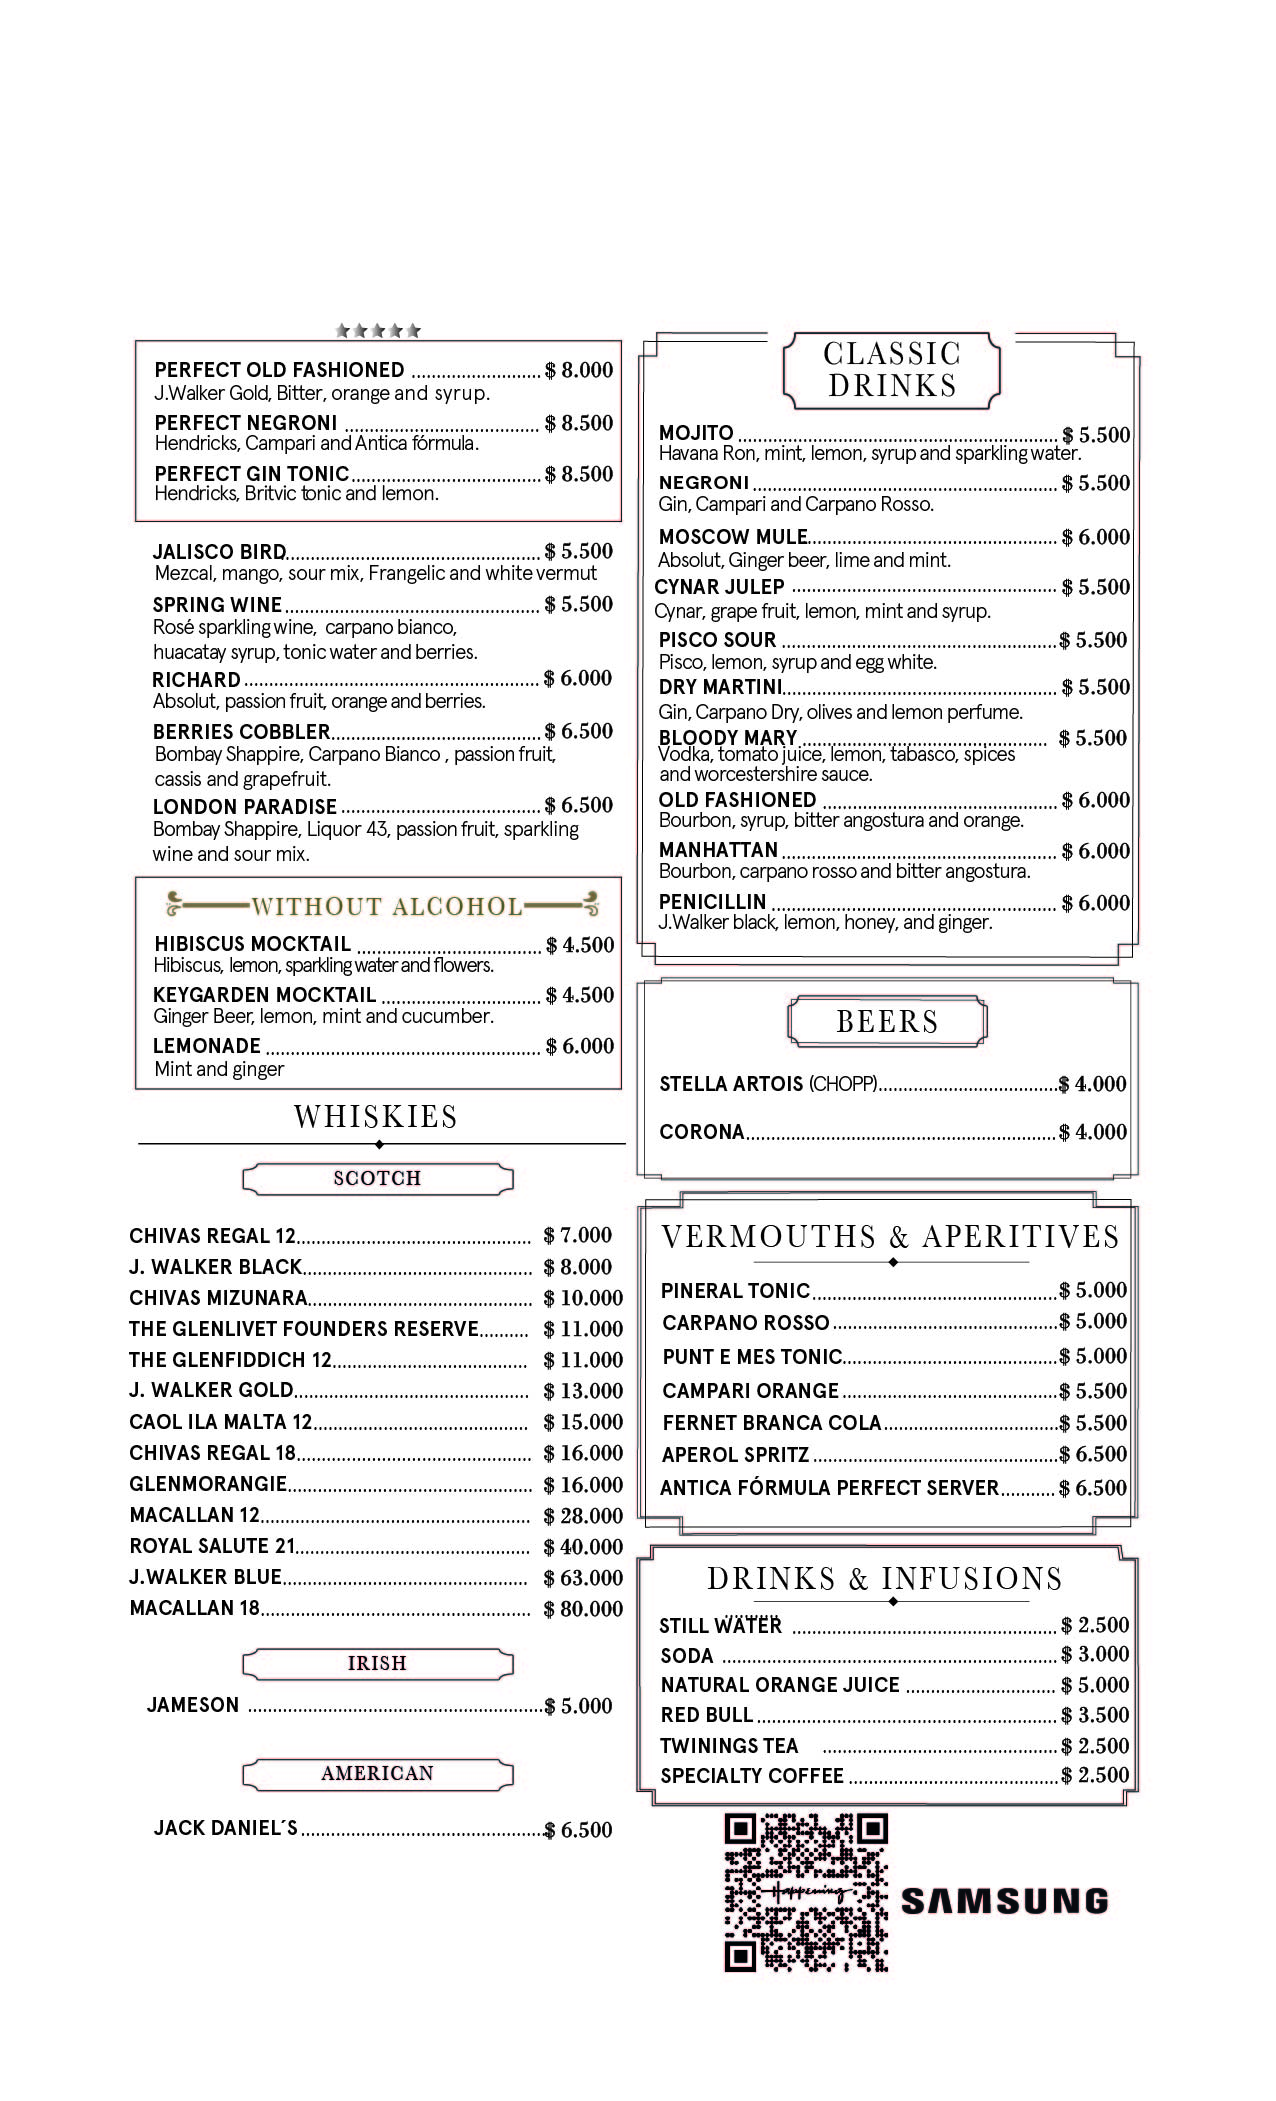 PERFECT OLD FASHIONED ........................ $ 8.000
J.Walker Gold, Bitter, orange and syrup.
PERFECT NEGRONI ........................ $ 8.500
Hendricks, Campari and Antica fórmula.
PERFECT GIN TONIC ........................ $ 8.500
Hendricks, Britvic tonic and lemon.
JALISCO BIRD ........................ $ 5.500
Mezcal, mango, sour mix, Frangelic and white vermut
SPRING WINE ........................ $ 5.500
Rosé sparkling wine, carpano bianco,
huacatay syrup, tonic water and berries.
RICHARD ........................ $ 6.000
Absolut, passion fruit, orange and berries.
BERRIES COBBLER ........................ $ 6.500
Bombay Shappire, Carpano Bianco , passion fruit,
cassis and grapefruit.
LONDON PARADISE ........................ $ 6.500
Bombay Shappire, Liquor 43, passion fruit, sparkling
wine and sour mix.
WITHOUT ALCOHOL
HIBISCUS MOCKTAIL ........................ $ 4.500
Hibiscus, lemon, sparkling water and flowers.
KEYGARDEN MOCKTAIL ........................ $ 4.500
Ginger Beer, lemon, mint and cucumber.
LEMONADE ........................ $ 6.000
Mint and ginger
WHISKIES
SCOTCH
CHIVAS REGAL 12 ........................ $ 7.000
J. WALKER BLACK ........................ $ 8.000
CHIVAS MIZUNARA ........................ $ 10.000
THE GLENLIVET FOUNDERS RESERVE .......... $ 11.000
THE GLENFIDDICH 12 ........................ $ 11.000
J. WALKER GOLD ........................ $ 13.000
CAOL ILA MALTA 12 ........................ $ 15.000
CHIVAS REGAL 18 ........................ $ 16.000
GLENMORANGIE ........................ $ 16.000
MACALLAN 12 ........................ $ 28.000
ROYAL SALUTE 21 ........................ $ 40.000
J.WALKER BLUE ........................ $ 63.000
MACALLAN 18 ........................ $ 80.000
IRISH
JAMESON ........................ $ 5.000
AMERICAN
JACK DANIEL´S ........................ $ 6.500
CLASSIC
DRINKS
MOJITO ........................ $ 5.500
Havana Ron, mint, lemon, syrup and sparkling water.
NEGRONI ........................ $ 5.500
Gin, Campari and Carpano Rosso.
MOSCOW MULE ........................ $ 6.000
Absolut, Ginger beer, lime and mint.
CYNAR JULEP ........................ $ 5.500
Cynar, grape fruit, lemon, mint and syrup.
PISCO SOUR ........................ $ 5.500
Pisco, lemon, syrup and egg white.
DRY MARTINI ........................ $ 5.500
Gin, Carpano Dry, olives and lemon perfume.
BLOODY MARY ........................ $ 5.500
Vodka, tomato juice, lemon, tabasco, spices
and worcestershire sauce.
OLD FASHIONED ........................ $ 6.000
Bourbon, syrup, bitter angostura and orange.
MANHATTAN ........................ $ 6.000
Bourbon, carpano rosso and bitter angostura.
PENICILLIN ........................ $ 6.000
J.Walker black, lemon, honey, and ginger.
BEERS
STELLA ARTOIS (CHOPP) ........................ $ 4.000
CORONA ........................ $ 4.000
VERMOUTHS & APERITIVES
PINERAL TONIC ........................ $ 5.000
CARPANO ROSSO ........................ $ 5.000
PUNT E MES TONIC ........................ $ 5.000
CAMPARI ORANGE ........................ $ 5.500
FERNET BRANCA COLA ........................ $ 5.500
APEROL SPRITZ ........................ $ 6.500
ANTICA FÓRMULA PERFECT SERVER .......... $ 6.500
DRINKS & INFUSIONS
STILL WATER ........................ $ 2.500
SODA ........................ $ 3.000
NATURAL ORANGE JUICE ........................ $ 5.000
RED BULL ........................ $ 3.500
TWININGS TEA ........................ $ 2.500
SPECIALTY COFFEE ........................ $ 2.500
Happening
SAMSUNG